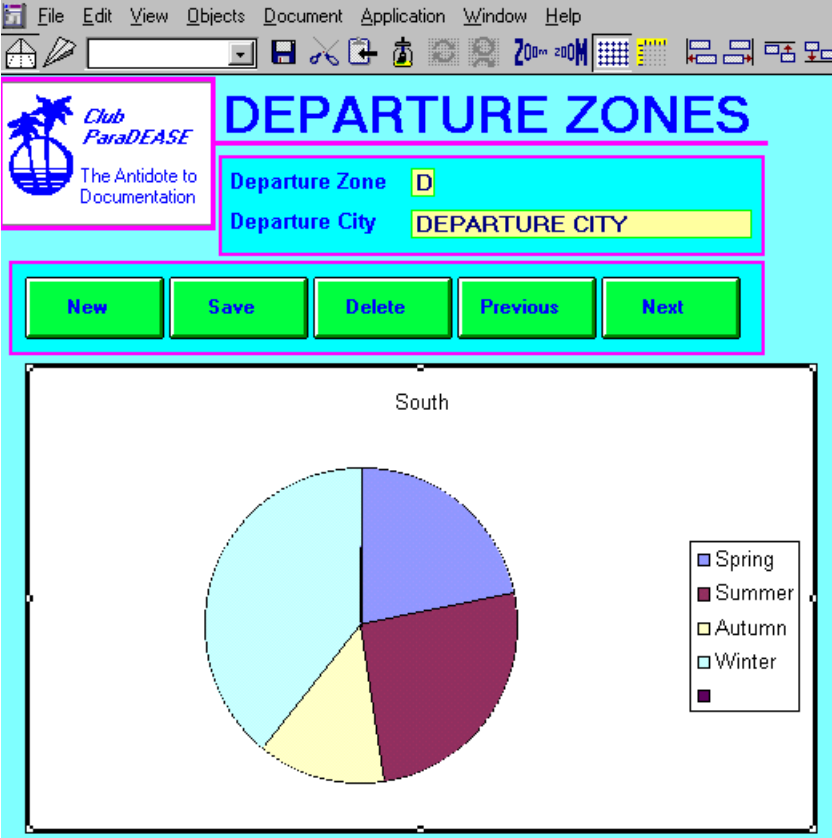 File Edit View Objects Document Application Window Help
Zoom zooM
Club
ParaDEASE
The Antidote to
Documentation
DEPARTURE ZONES
Departure Zone D
Departure City DEPARTURE CITY
New Save Delete Previous Next
South
Spring
Summer
Autumn
Winter